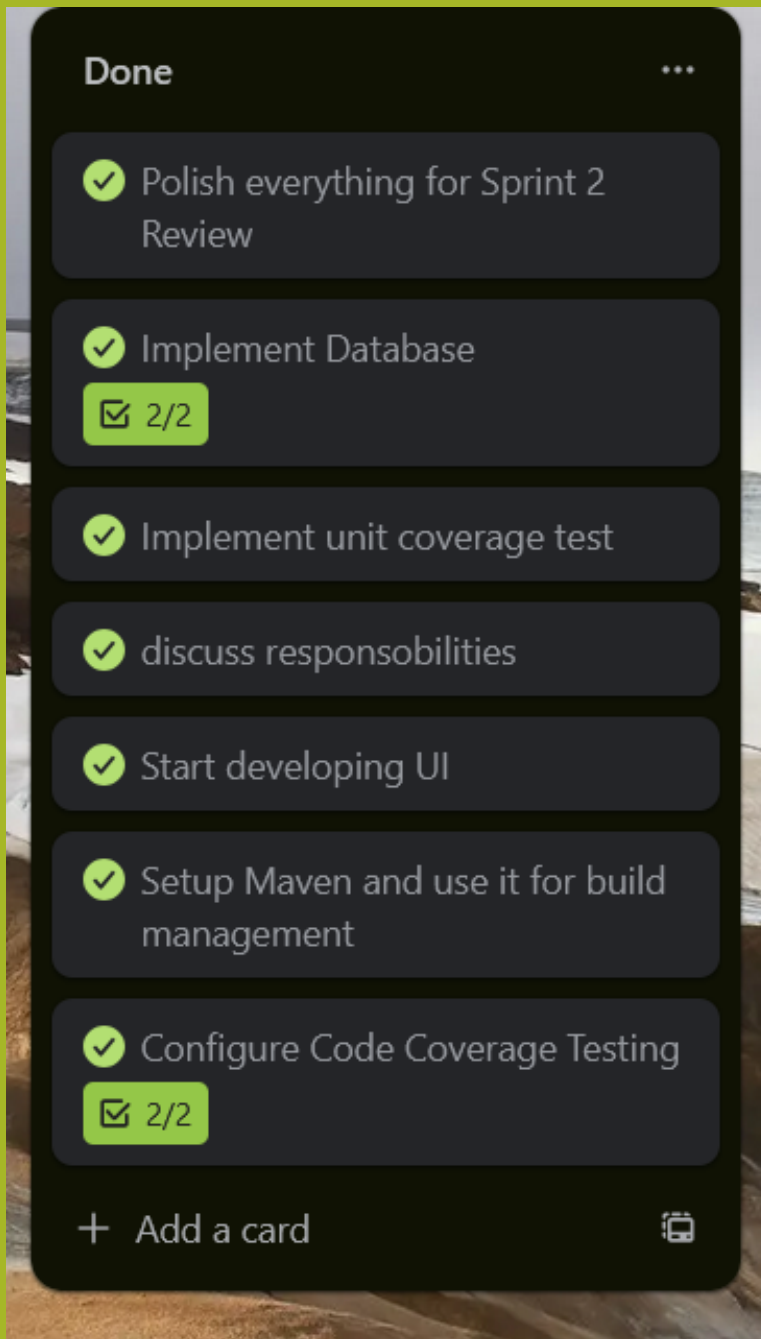 Done
Polish everything for Sprint 2
Review
Implement Database
2/2
Implement unit coverage test
discuss responsobilities
Start developing UI
Setup Maven and use it for build
management
Configure Code Coverage Testing
2/2
Add a card